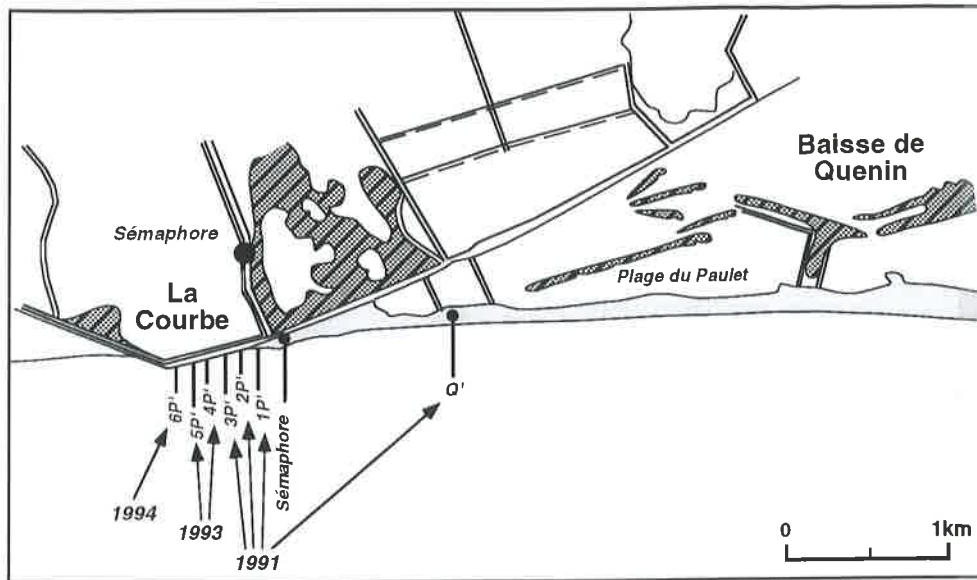 Baisse de
Quenin
Sémaphore
La
Courbe
Plage du Paulet
6P'
5P'
4P'
3P'
2P'
1P'
Sémaphore
Q'
1994
1993
1991
0 1km